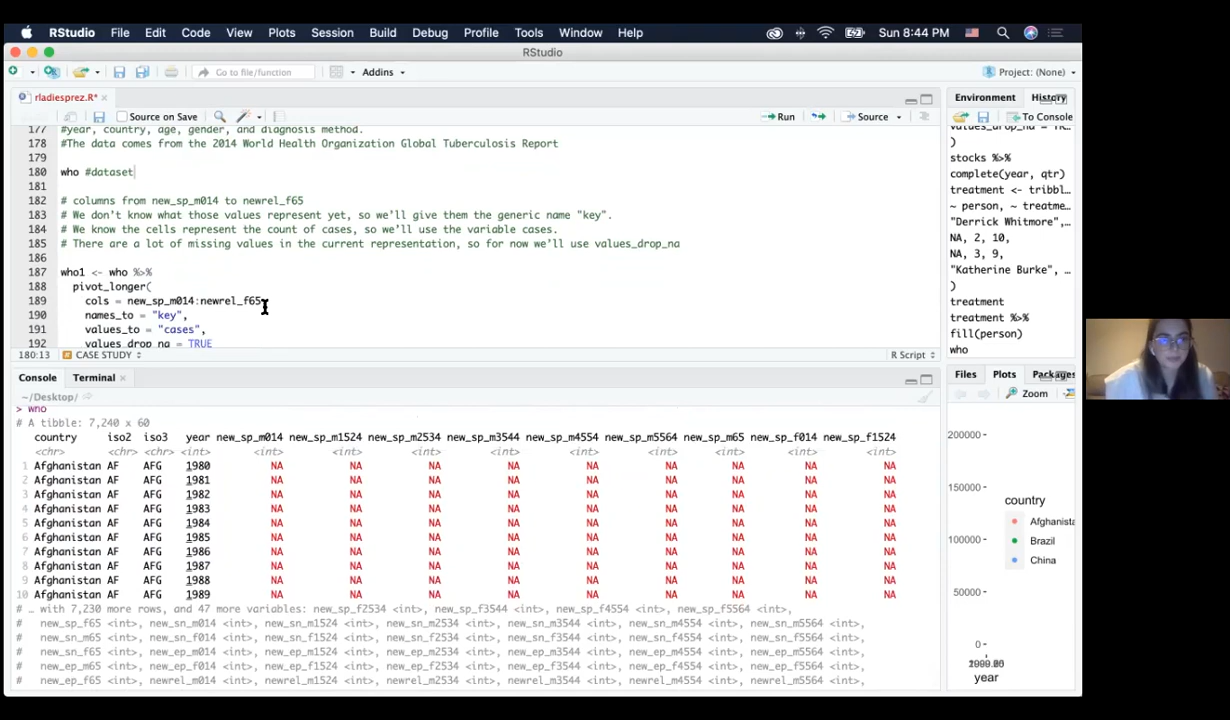 RStudio File Edit Code View Plots Session Build Debug Profile Tools Window Help Sun 8:44 PM
RStudio
Go to file/function Addins Project: (None)
rladiesprez.R*
Source on Save Run Source
177 #year, country, age, gender, and diagnosis method.
178 #The data comes from the 2014 World Health Organization Global Tuberculosis Report
179
180 who #dataset
181
182 # columns from new_sp_m014 to newrel_f65
183 # We don't know what those values represent yet, so we'll give them the generic name "key".
184 # We know the cells represent the count of cases, so we'll use the variable cases.
185 # There are a lot of missing values in the current representation, so for now we'll use values_drop_na
186
187 who1 <- who %>%
188 pivot_longer(
189 cols = new_sp_m014:newrel_f65
190 names_to = "key",
191 values_to = "cases",
192 values_drop_na = TRUE
180:13 CASE STUDY R Script
Console Terminal
~/Desktop/
> who
# A tibble: 7,240 x 60
country iso2 iso3 year new_sp_m014 new_sp_m1524 new_sp_m2534 new_sp_m3544 new_sp_m4554 new_sp_m5564 new_sp_m65 new_sp_f014 new_sp_f1524
<chr> <chr> <chr> <int> <int> <int> <int> <int> <int> <int> <int> <int> <int>
1 Afghanistan AF AFG 1980 NA NA NA NA NA NA NA NA NA
2 Afghanistan AF AFG 1981 NA NA NA NA NA NA NA NA NA
3 Afghanistan AF AFG 1982 NA NA NA NA NA NA NA NA NA
4 Afghanistan AF AFG 1983 NA NA NA NA NA NA NA NA NA
5 Afghanistan AF AFG 1984 NA NA NA NA NA NA NA NA NA
6 Afghanistan AF AFG 1985 NA NA NA NA NA NA NA NA NA
7 Afghanistan AF AFG 1986 NA NA NA NA NA NA NA NA NA
8 Afghanistan AF AFG 1987 NA NA NA NA NA NA NA NA NA
9 Afghanistan AF AFG 1988 NA NA NA NA NA NA NA NA NA
10 Afghanistan AF AFG 1989 NA NA NA NA NA NA NA NA NA
# … with 7,230 more rows, and 47 more variables: new_sp_f2534 <int>, new_sp_f3544 <int>, new_sp_f4554 <int>, new_sp_f5564 <int>,
# new_sp_f65 <int>, new_sn_m014 <int>, new_sn_m1524 <int>, new_sn_m2534 <int>, new_sn_m3544 <int>, new_sn_m4554 <int>, new_sn_m5564 <int>,
# new_sn_m65 <int>, new_sn_f014 <int>, new_sn_f1524 <int>, new_sn_f2534 <int>, new_sn_f3544 <int>, new_sn_f4554 <int>, new_sn_f5564 <int>,
# new_sn_f65 <int>, new_ep_m014 <int>, new_ep_m1524 <int>, new_ep_m2534 <int>, new_ep_m3544 <int>, new_ep_m4554 <int>, new_ep_m5564 <int>,
# new_ep_m65 <int>, new_ep_f014 <int>, new_ep_f1524 <int>, new_ep_f2534 <int>, new_ep_f3544 <int>, new_ep_f4554 <int>, new_ep_f5564 <int>,
# new_ep_f65 <int>, newrel_m014 <int>, newrel_m1524 <int>, newrel_m2534 <int>, newrel_m3544 <int>, newrel_m4554 <int>, newrel_m5564 <int>,
Environment History
To Console
)
stocks %>%
complete(year, qtr)
treatment <- tribbl…
~ person, ~ treatme…
"Derrick Whitmore",…
NA, 2, 10,
NA, 3, 9,
"Katherine Burke", …
)
treatment
treatment %>%
fill(person)
who
Files Plots Packages
Zoom
200000
150000
100000
50000
0
year
country
Afghanista
Brazil
China